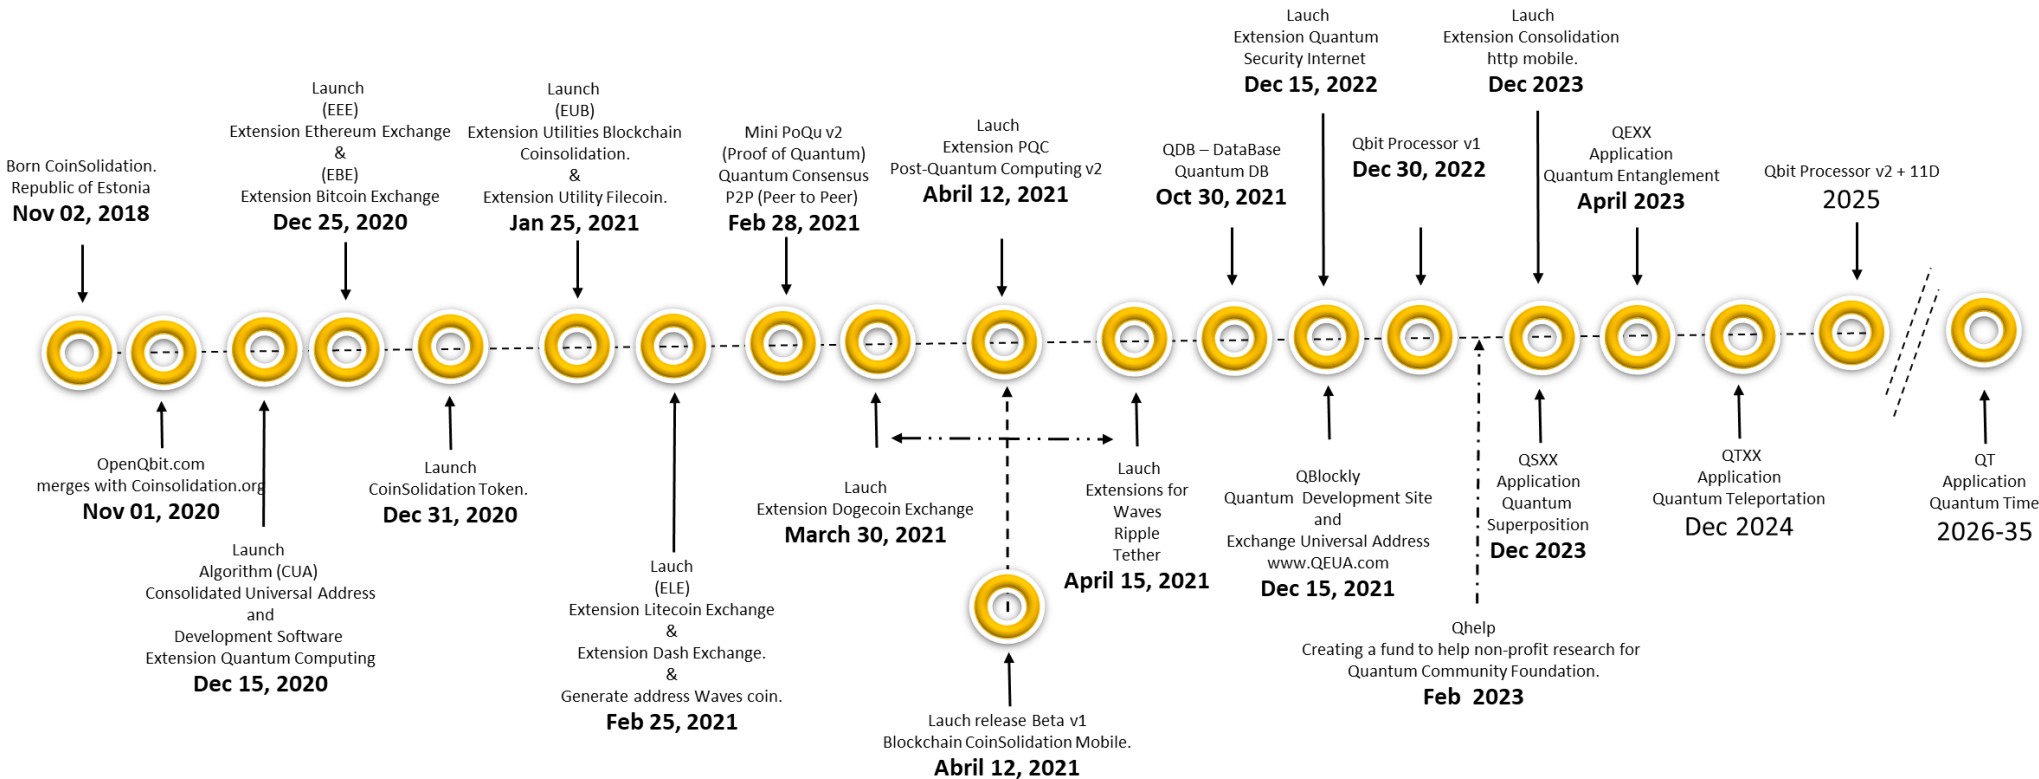 Born CoinSolidation.
Republic of Estonia
Nov 02, 2018
OpenQbit.com
merges with Coinsolidation.org
Nov 01, 2020
Launch
Algorithm (CUA)
Consolidated Universal Address
and
Development Software
Extension Quantum Computing
Dec 15, 2020
Launch
(EEE)
Extension Ethereum Exchange
&
(EBE)
Extension Bitcoin Exchange
Dec 25, 2020
Launch
CoinSolidation Token.
Dec 31, 2020
Launch
(EUB)
Extension Utilities Blockchain
Coinsolidation.
&
Extension Utility Filecoin.
Jan 25, 2021
Lauch
(ELE)
Extension Litecoin Exchange
&
Extension Dash Exchange.
&
Generate address Waves coin.
Feb 25, 2021
Mini PoQu v2
(Proof of Quantum)
Quantum Consensus
P2P (Peer to Peer)
Feb 28, 2021
Lauch
Extension Dogecoin Exchange
March 30, 2021
Lauch
Extension PQC
Post-Quantum Computing v2
Abril 12, 2021
Lauch release Beta v1
Blockchain CoinSolidation Mobile.
Abril 12, 2021
Lauch
Extensions for
Waves
Ripple
Tether
April 15, 2021
QDB – DataBase
Quantum DB
Oct 30, 2021
Lauch
Extension Quantum
Security Internet
Dec 15, 2022
QBlockly
Quantum Development Site
and
Exchange Universal Address
www.QEUA.com
Dec 15, 2021
Qbit Processor v1
Dec 30, 2022
Qhelp
Creating a fund to help non-profit research for
Quantum Community Foundation.
Feb 2023
Lauch
Extension Consolidation
http mobile.
Dec 2023
QSXX
Application
Quantum
Superposition
Dec 2023
QEXX
Application
Quantum Entanglement
April 2023
QTXX
Application
Quantum Teleportation
Dec 2024
Qbit Processor v2 + 11D
2025
QT
Application
Quantum Time
2026-35